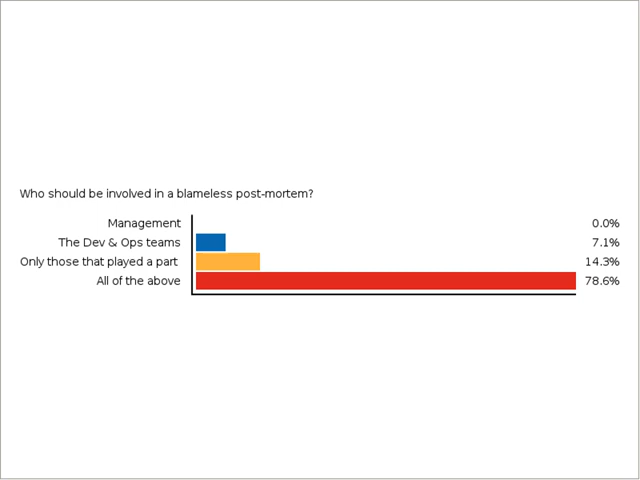 Who should be involved in a blameless post-mortem?
Management 0.0%
The Dev & Ops teams 7.1%
Only those that played a part 14.3%
All of the above 78.6%